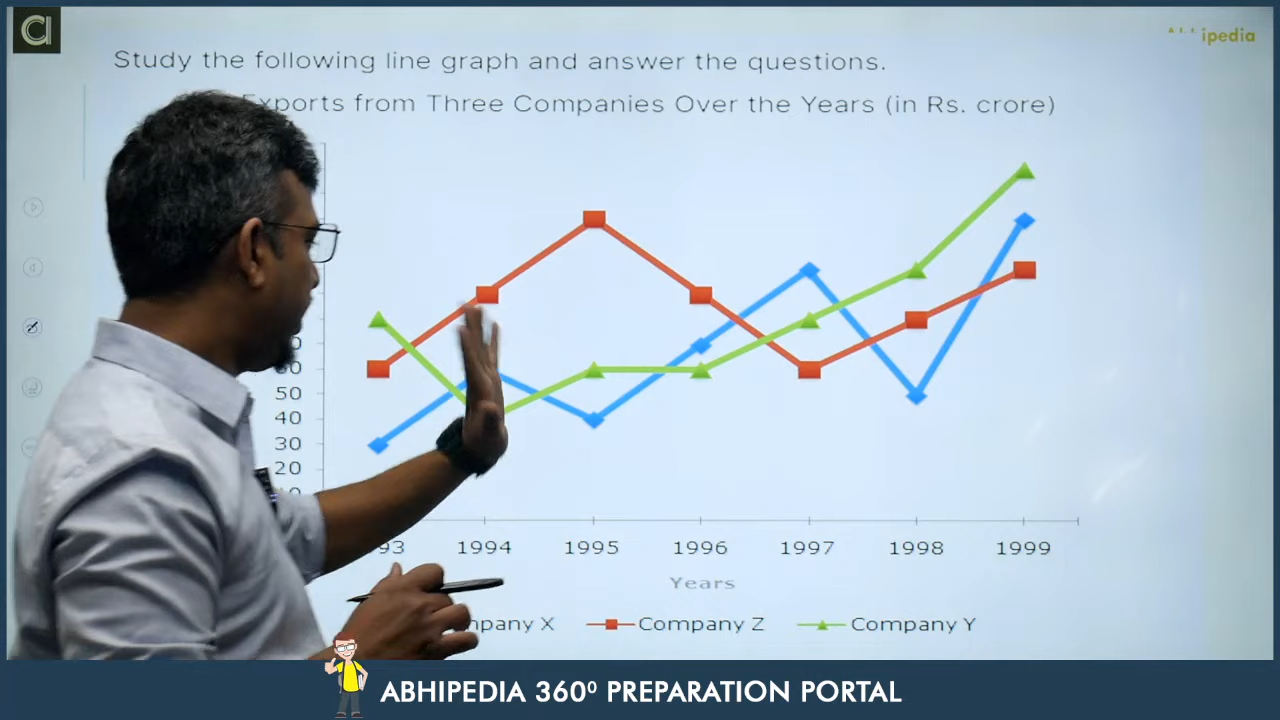 Study the following line graph and answer the questions.
ipedia
Exports from Three Companies Over the Years (in Rs. crore)
50
40
30
20
1994 1995 1996 1997 1998 1999
Years
Company Z Company Y
ABHIPEDIA 360⁰ PREPARATION PORTAL